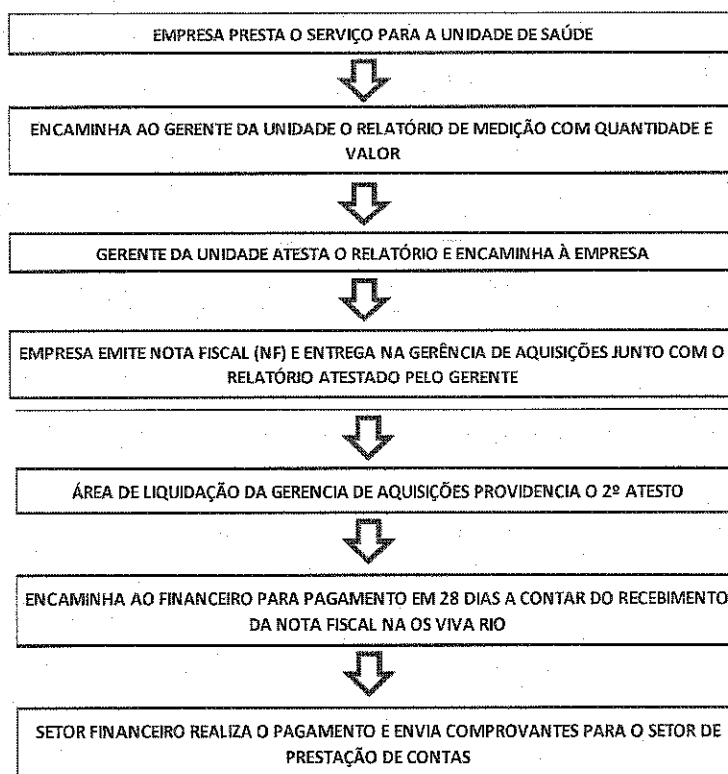 EMPRESA PRESTA O SERVIÇO PARA A UNIDADE DE SAÚDE
ENCAMINHA AO GERENTE DA UNIDADE O RELATÓRIO DE MEDIÇÃO COM QUANTIDADE E
VALOR
GERENTE DA UNIDADE ATESTA O RELATÓRIO E ENCAMINHA À EMPRESA
EMPRESA EMITE NOTA FISCAL (NF) E ENTREGA NA GERÊNCIA DE AQUISIÇÕES JUNTO COM O
RELATÓRIO ATESTADO PELO GERENTE
ÁREA DE LIQUIDAÇÃO DA GERENCIA DE AQUISIÇÕES PROVIDENCIA O 2º ATESTO
ENCAMINHA AO FINANCEIRO PARA PAGAMENTO EM 28 DIAS A CONTAR DO RECEBIMENTO
DA NOTA FISCAL NA OS VIVA RIO
SETOR FINANCEIRO REALIZA O PAGAMENTO E ENVIA COMPROVANTES PARA O SETOR DE
PRESTAÇÃO DE CONTAS